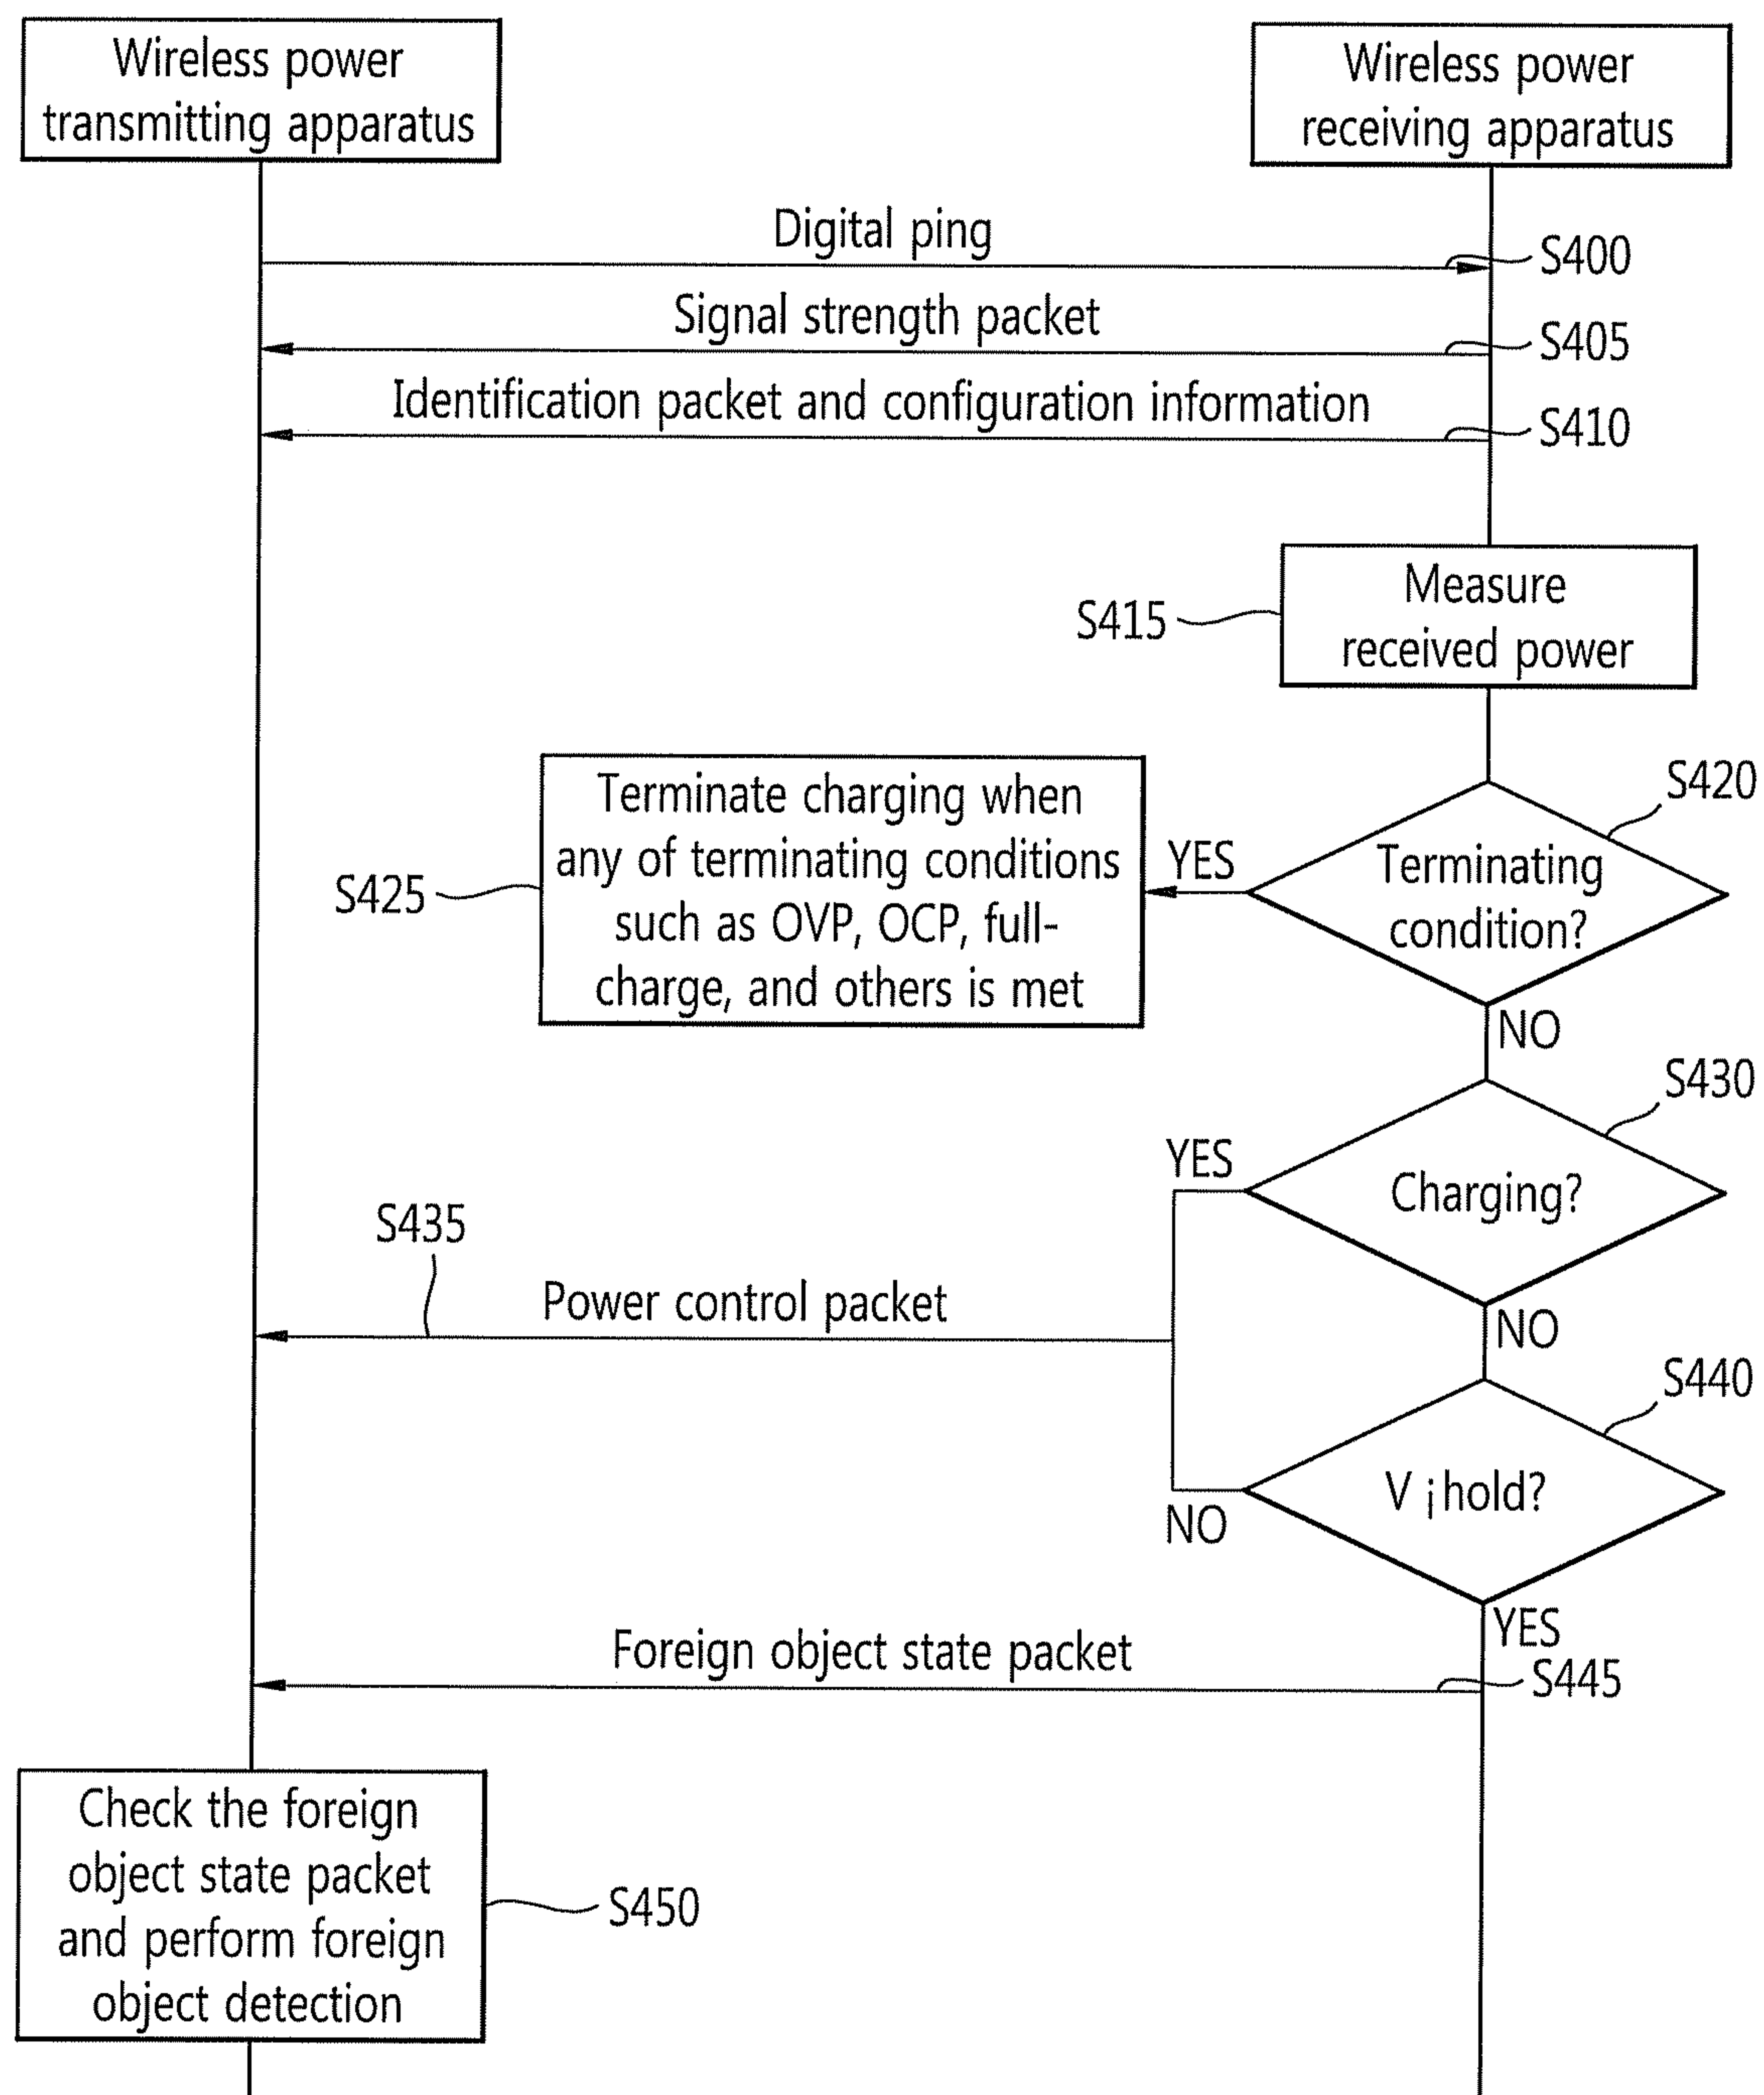 Wireless power
transmitting apparatus
Wireless power
receiving apparatus
Digital ping
S400
Signal strength packet
S405
Identification packet and configuration information
S410
Measure
received power
S415
S420
Terminating
condition?
YES
Terminate charging when
any of terminating conditions
such as OVP, OCP, full-
charge, and others is met
S425
NO
S430
Charging?
YES
S435
Power control packet
NO
S440
V ¡hold?
NO
YES
Foreign object state packet
S445
Check the foreign
object state packet
and perform foreign
object detection
S450